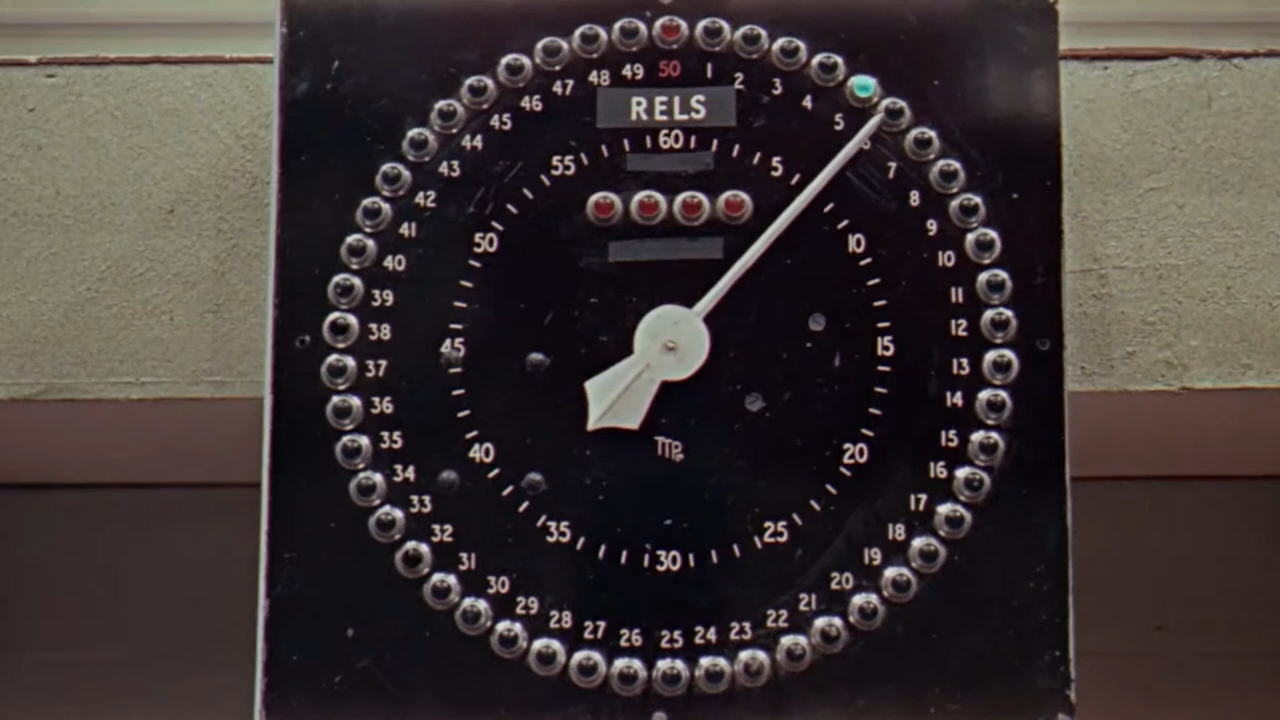 50 1 2 3 4 5 6 7 8 9 10 11 12 13 14 15 16 17 18 19 20 21 22 23 24 25 26 27 28 29 30 31 32 33 34 35 36 37 38 39 40 41 42 43 44 45 46 47 48 49
RELS
60 5 10 15 20 25 30 35 40 45 50 55